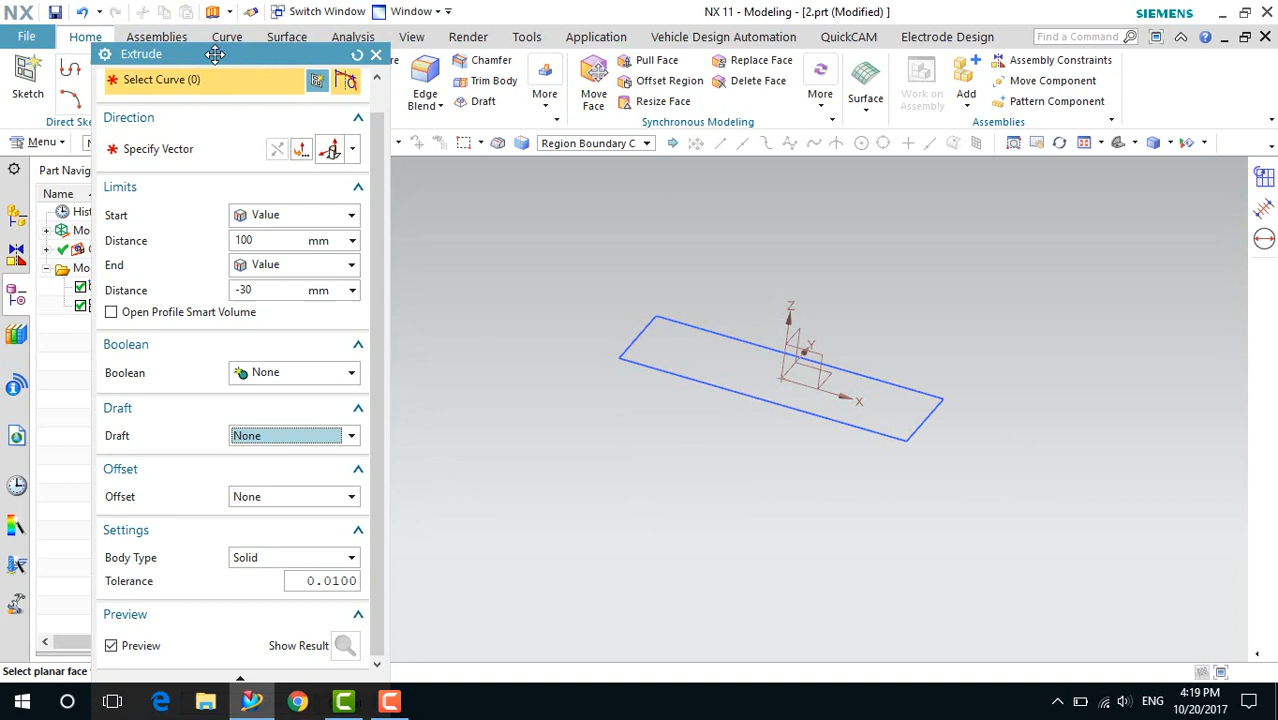 NX
Switch Window
Window
NX 11 - Modeling - [2.prt (Modified) ]
SIEMENS
File
Home
Assemblies
Curve
Surface
Analysis
View
Render
Tools
Application
Vehicle Design Automation
QuickCAM
Electrode Design
Find a Command
Extrude
Select Curve (0)
Sketch
Chamfer
Trim Body
Draft
Edge
Blend
More
Move
Face
Pull Face
Offset Region
Resize Face
Replace Face
Delete Face
More
Synchronous Modeling
Surface
Work on
Assembly
Add
Assembly Constraints
Move Component
Pattern Component
Assemblies
Direct Sk
Menu
Region Boundary C
Part Navig
Name
Direction
Specify Vector
Limits
Start
Value
Distance
100
mm
End
Value
Distance
-30
mm
Open Profile Smart Volume
Boolean
Boolean
None
Draft
Draft
None
Offset
Offset
None
Settings
Body Type
Solid
Tolerance
0.0100
Preview
Preview
Show Result
Select planar face
Z
Y
X
ENG
4:19 PM
10/20/2017